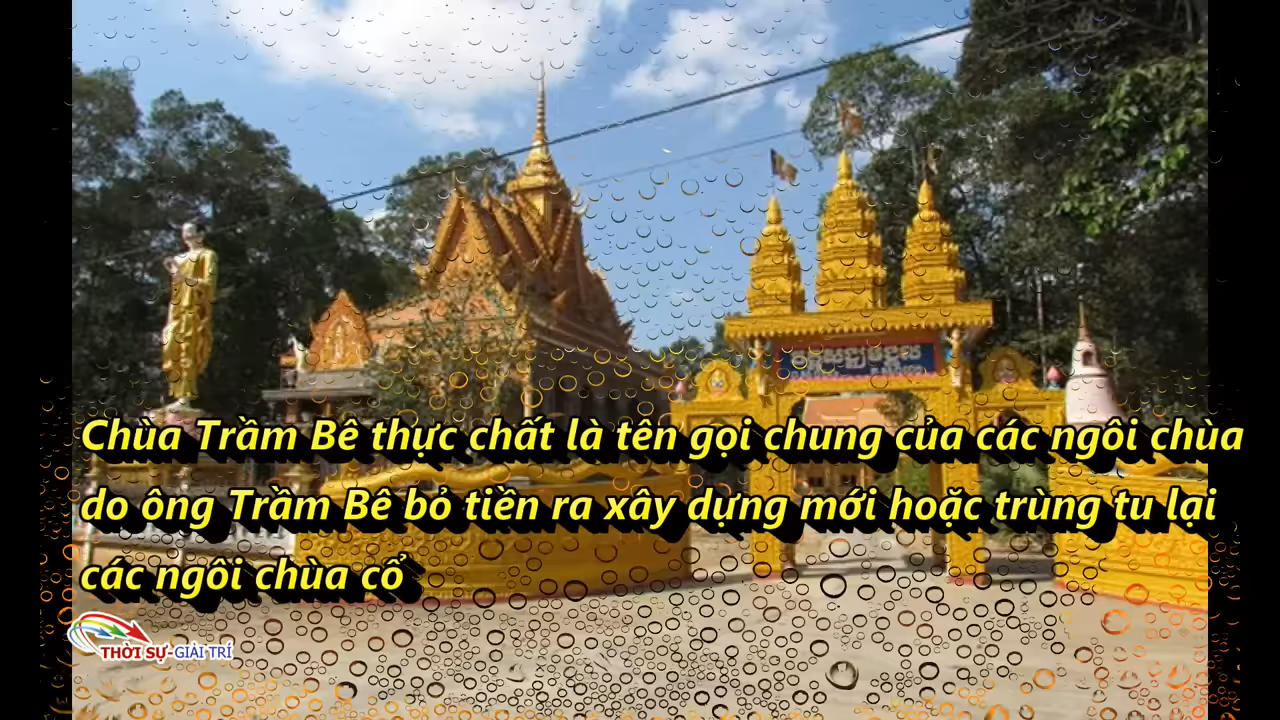 Chùa Trầm Bê thực chất là tên gọi chung của các ngôi chùa
do ông Trầm Bê bỏ tiền ra xây dựng mới hoặc trùng tu lại
các ngôi chùa cổ
THỜI SỰ-GIẢI TRÍ